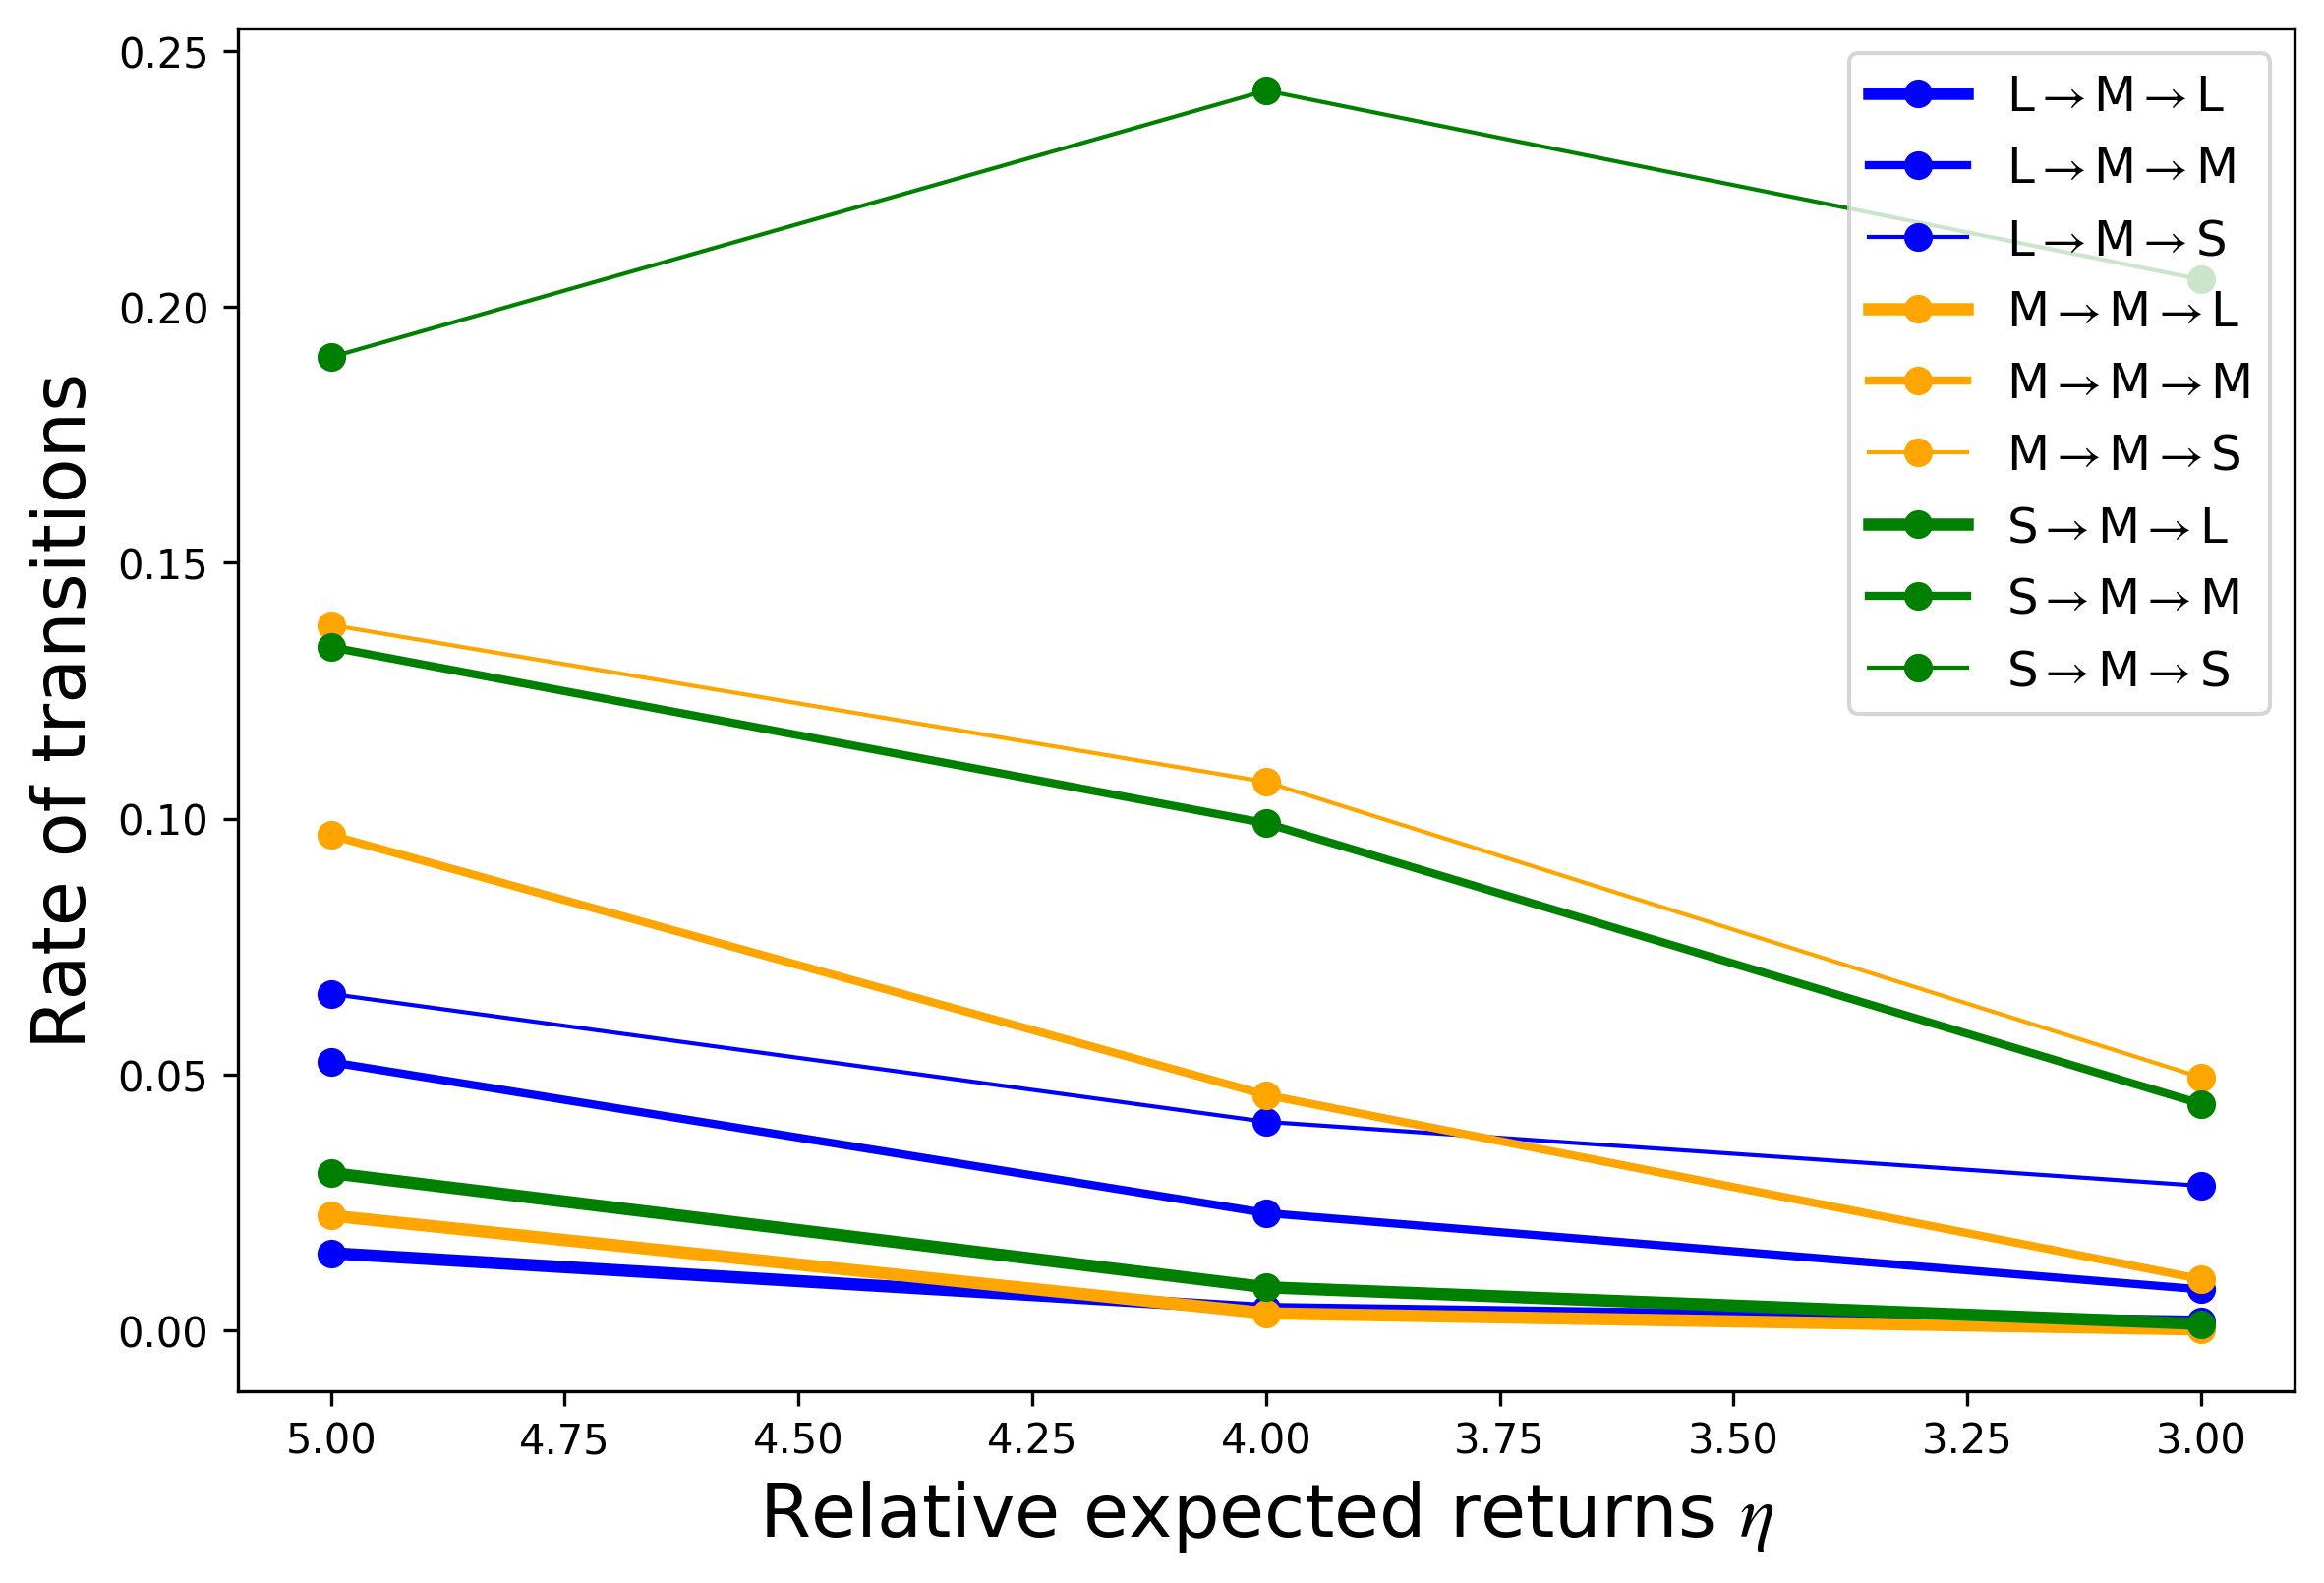 0.25
0.20
0.15
0.10
0.05
0.00
Rate of transitions
5.00 4.75 4.50 4.25 4.00 3.75 3.50 3.25 3.00
Relative expected returns η
L→M→L
L→M→M
L→M→S
M→M→L
M→M→M
M→M→S
S→M→L
S→M→M
S→M→S